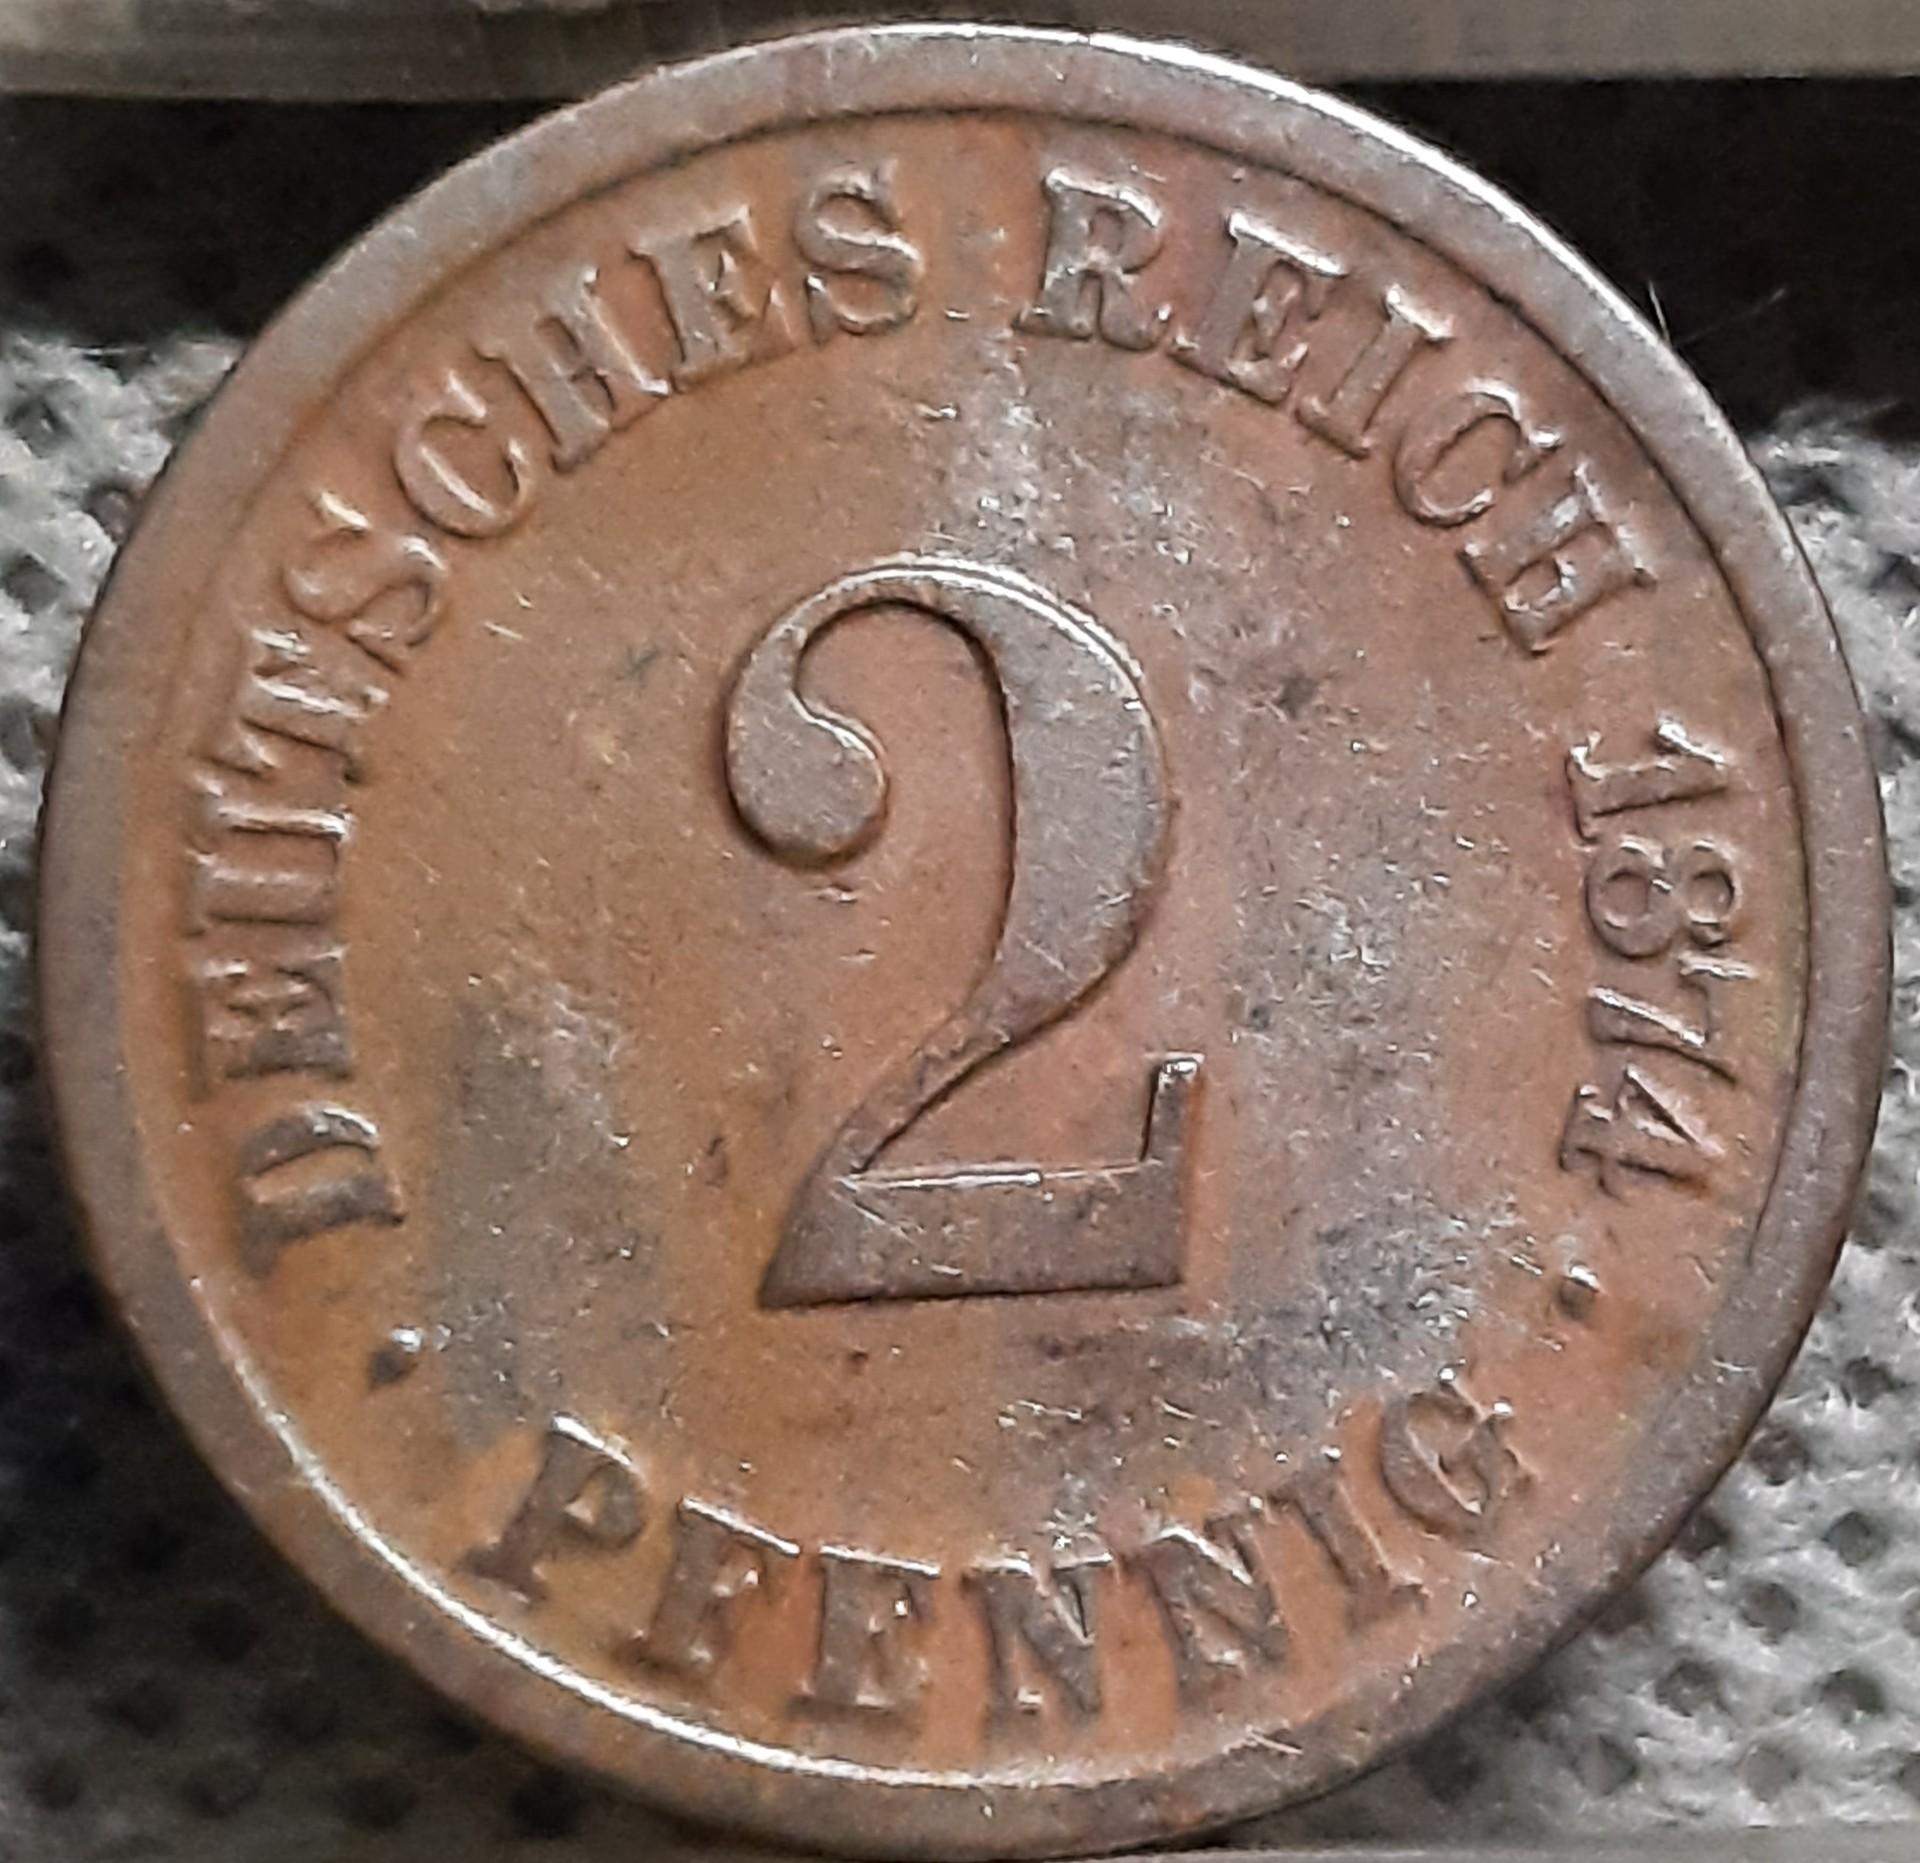 DEUTSCHES REICH 1874
2
• PFENNIG •